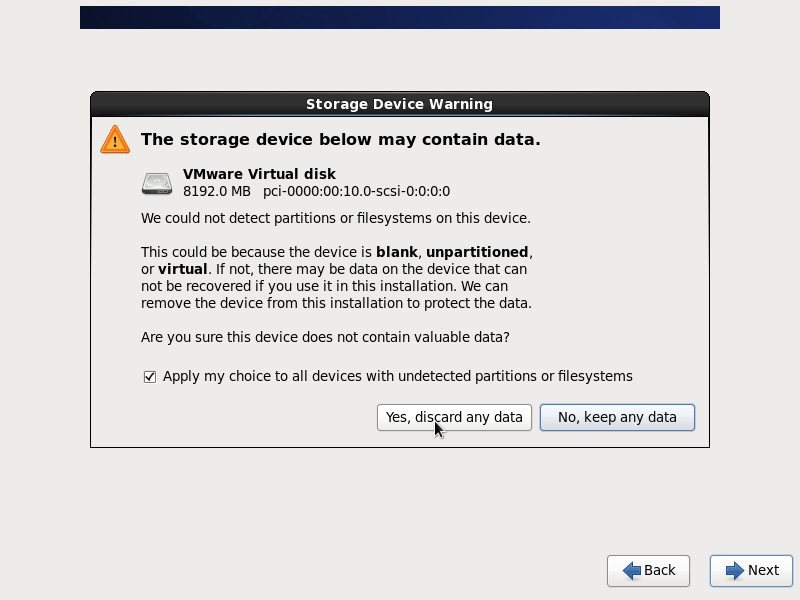 Storage Device Warning
The storage device below may contain data.
VMware Virtual disk
8192.0 MB   pci-0000:00:10.0-scsi-0:0:0:0
We could not detect partitions or filesystems on this device.
This could be because the device is blank, unpartitioned,
or virtual. If not, there may be data on the device that can
not be recovered if you use it in this installation. We can
remove the device from this installation to protect the data.
Are you sure this device does not contain valuable data?
Apply my choice to all devices with undetected partitions or filesystems
Yes, discard any data
No, keep any data
Back
Next